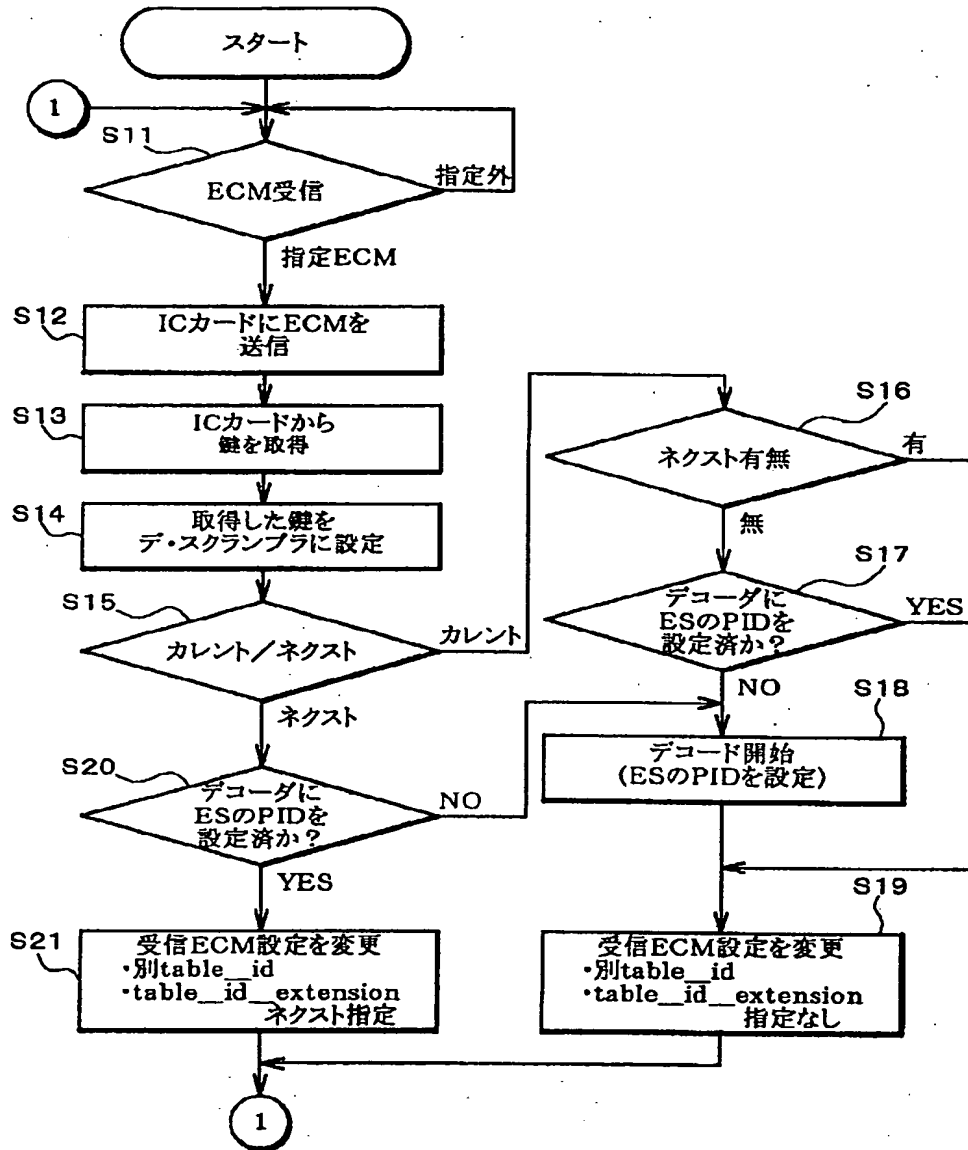 スタート
1
S11
ECM受信
指定外
指定ECM
S12
ICカードにECMを
送信
S13
ICカードから
鍵を取得
S14
取得した鍵を
デ・スクランブラに設定
S15
カレント／ネクスト
カレント
ネクスト
S16
ネクスト有無
有
無
S17
デコーダに
ESのPIDを
設定済か？
YES
NO
S18
デコード開始
(ESのPIDを設定)
S20
デコーダに
ESのPIDを
設定済か？
NO
YES
S21
受信ECM設定を変更
・別table__id
・table__id__extension
ネクスト指定
S19
受信ECM設定を変更
・別table__id
・table__id__extension
指定なし
1